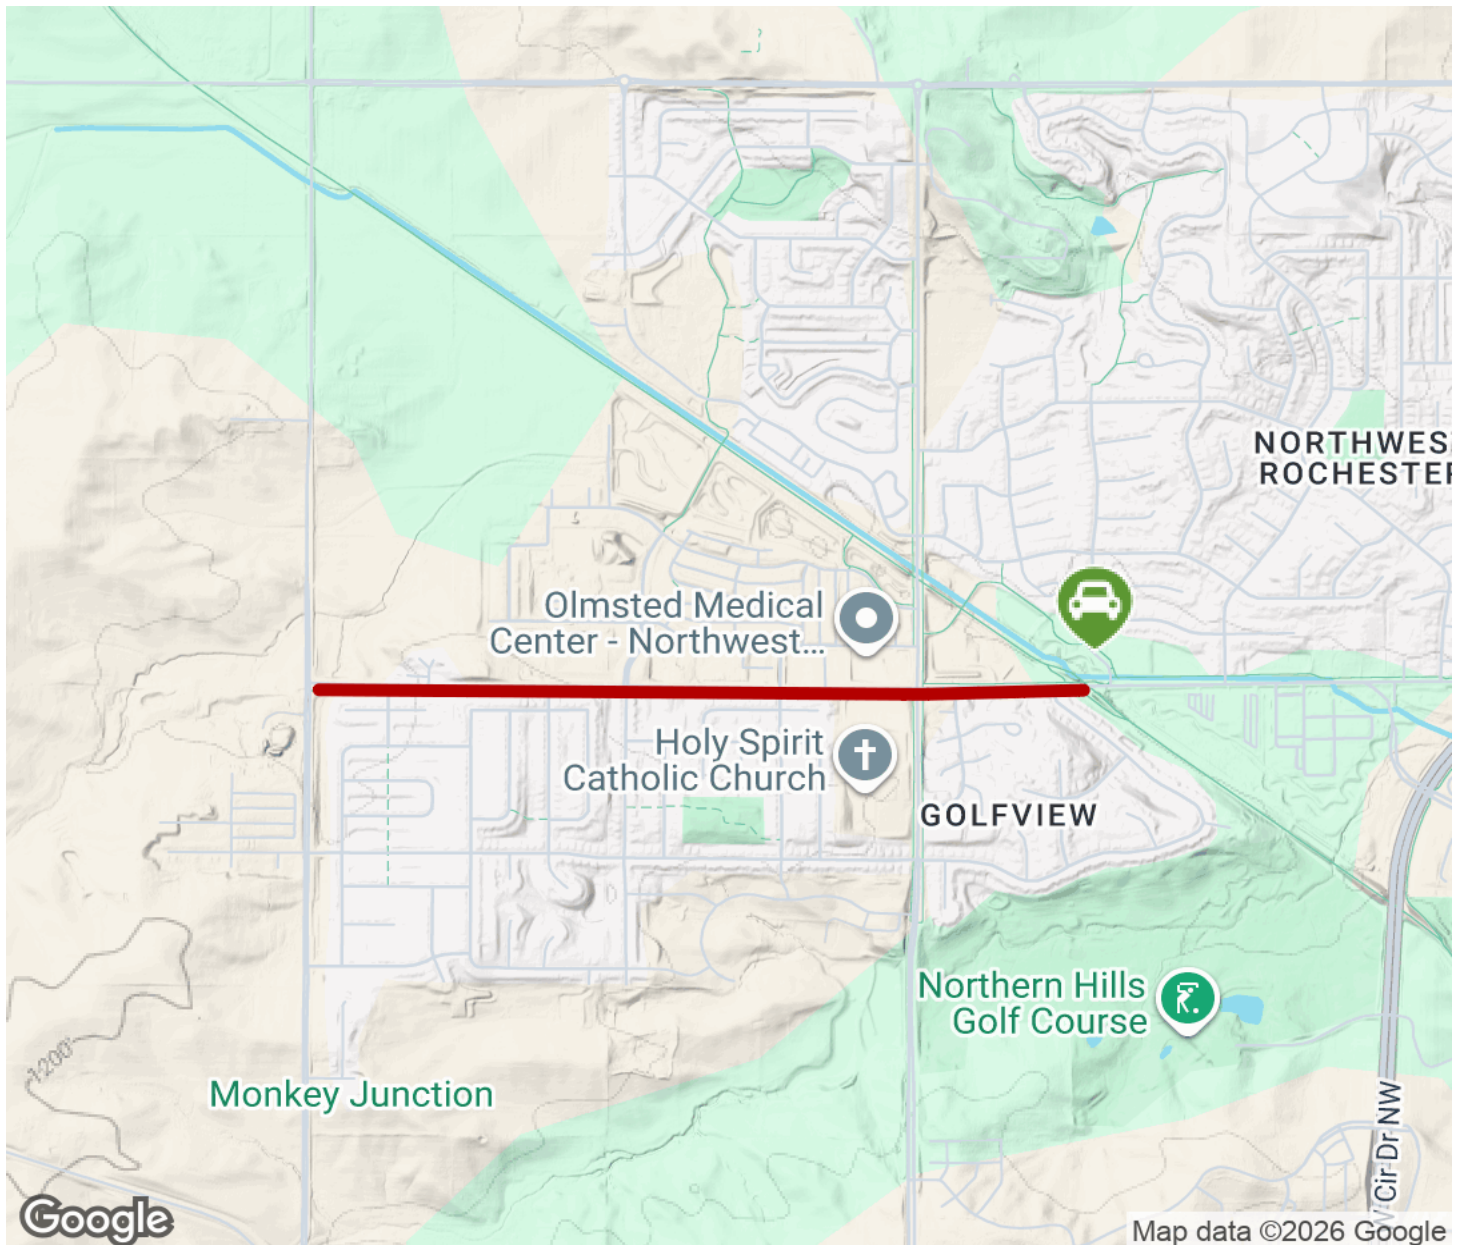 NORTHWES
ROCHESTER
Olmsted Medical
Center - Northwest...
Holy Spirit
Catholic Church
GOLFVIEW
Northern Hills
Golf Course
1200'
Monkey Junction
Cir Dr NW
Google
Map data ©2026 Google